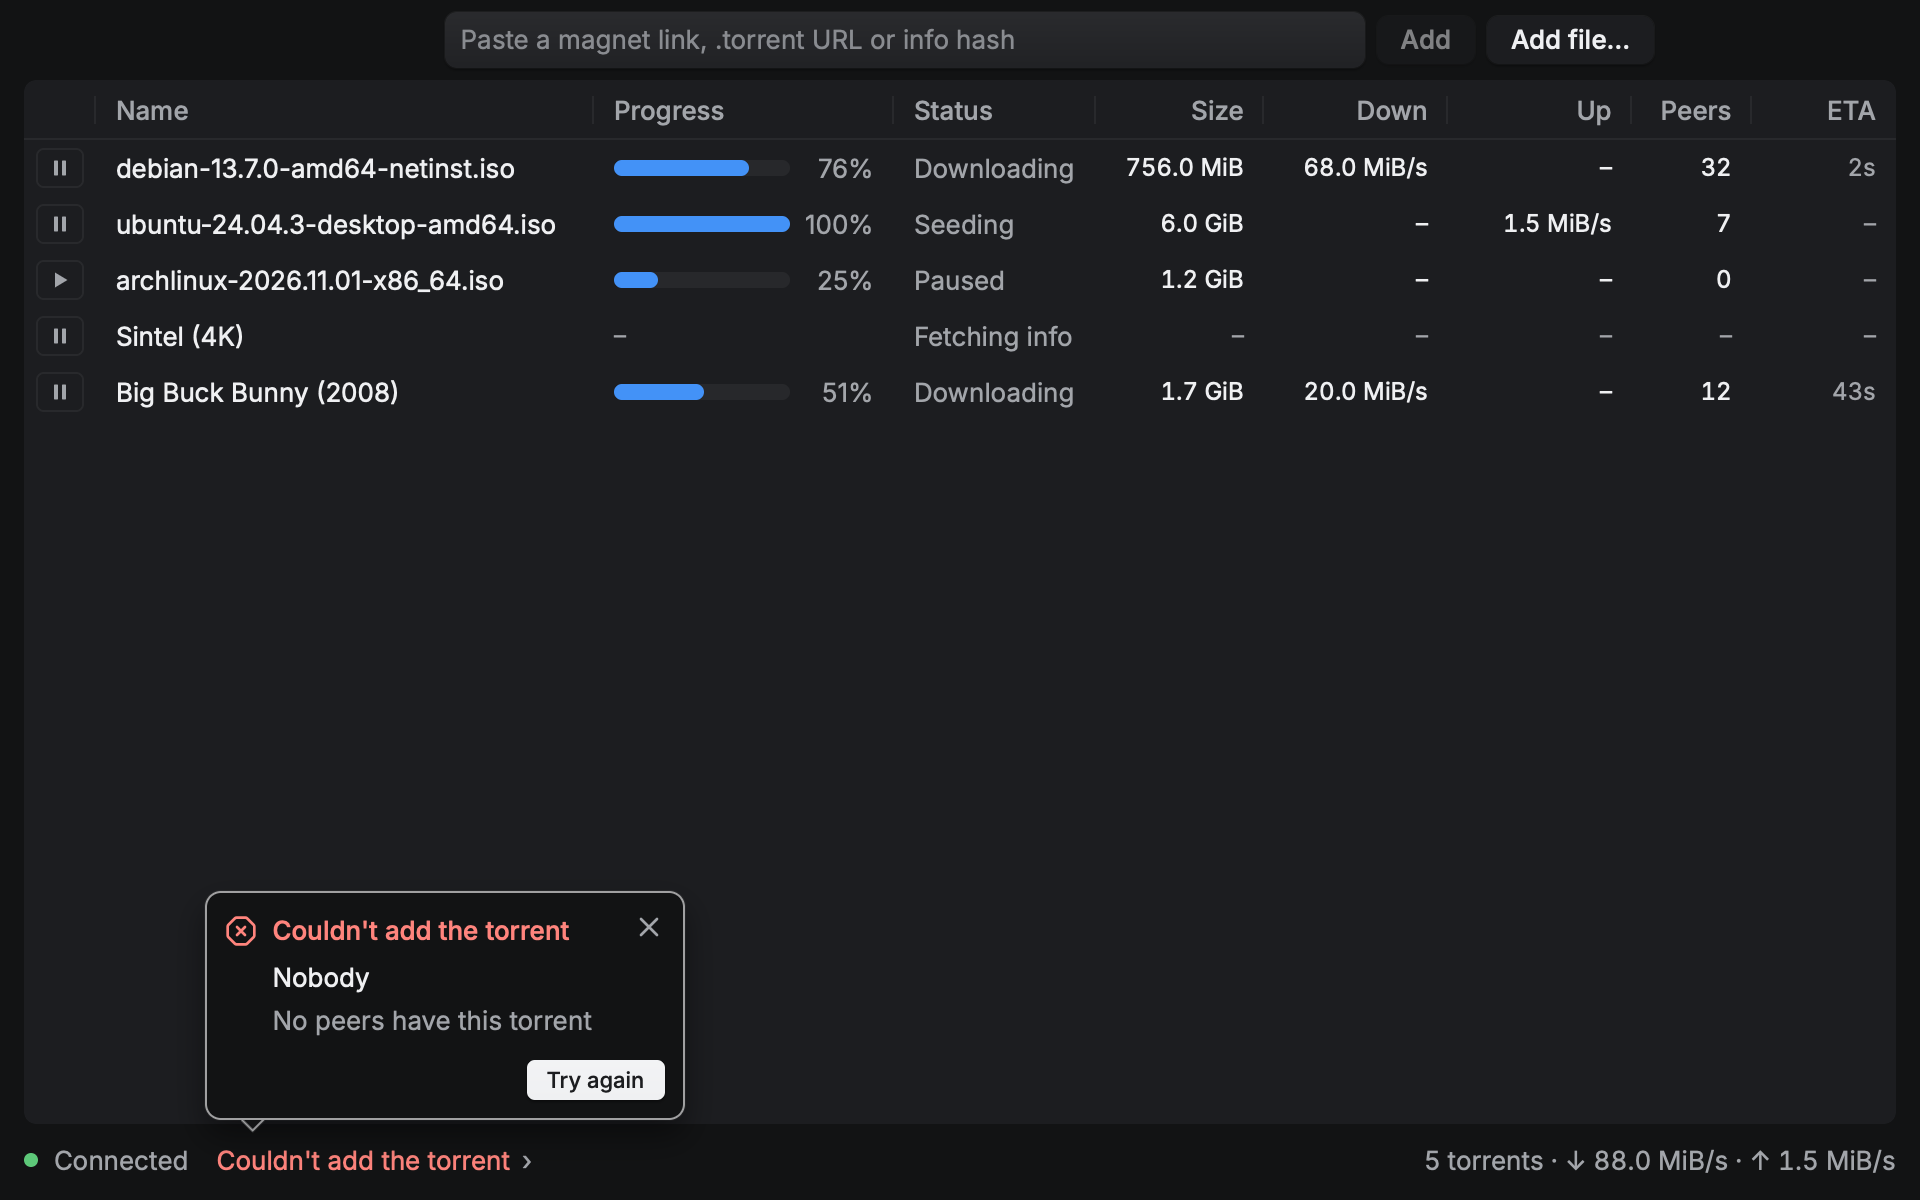 Paste a magnet link, .torrent URL or info hash Add Add file...
Name Progress Status Size Down Up Peers ETA
debian-13.7.0-amd64-netinst.iso 76% Downloading 756.0 MiB 68.0 MiB/s – 32 2s
ubuntu-24.04.3-desktop-amd64.iso 100% Seeding 6.0 GiB – 1.5 MiB/s 7 –
archlinux-2026.11.01-x86_64.iso 25% Paused 1.2 GiB – – 0 –
Sintel (4K) – Fetching info – – – – –
Big Buck Bunny (2008) 51% Downloading 1.7 GiB 20.0 MiB/s – 12 43s
Couldn't add the torrent
Nobody
No peers have this torrent
Try again
Connected Couldn't add the torrent › 5 torrents · ↓ 88.0 MiB/s · ↑ 1.5 MiB/s